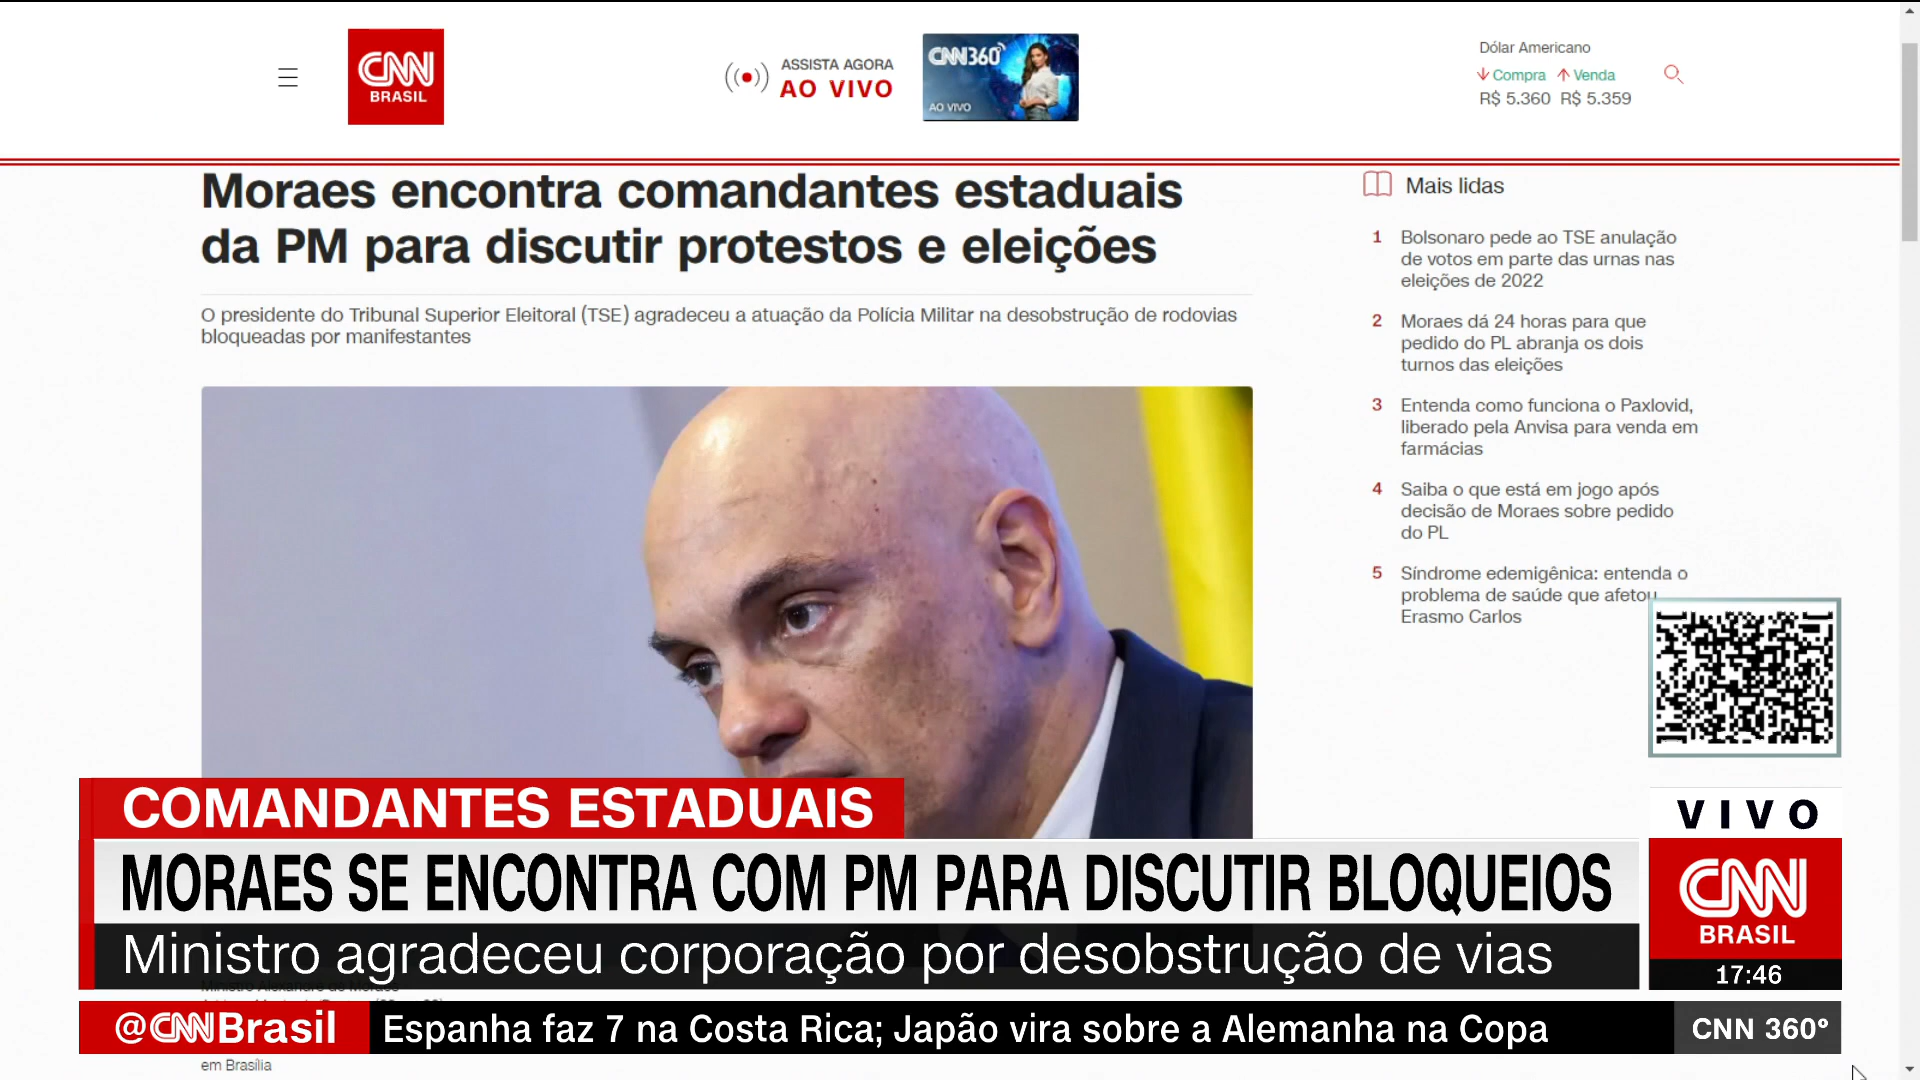 CNN
BRASIL
ASSISTA AGORA
AO VIVO
CNN360°
AO VIVO
Dólar Americano
Compra Venda
R$ 5.360 R$ 5.359
Moraes encontra comandantes estaduais
da PM para discutir protestos e eleições
O presidente do Tribunal Superior Eleitoral (TSE) agradeceu a atuação da Polícia Militar na desobstrução de rodovias
bloqueadas por manifestantes
Mais lidas
1 Bolsonaro pede ao TSE anulação
de votos em parte das urnas nas
eleições de 2022
2 Moraes dá 24 horas para que
pedido do PL abranja os dois
turnos das eleições
3 Entenda como funciona o Paxlovid,
liberado pela Anvisa para venda em
farmácias
4 Saiba o que está em jogo após
decisão de Moraes sobre pedido
do PL
5 Síndrome edemigênica: entenda o
problema de saúde que afetou
Erasmo Carlos
COMANDANTES ESTADUAIS
MORAES SE ENCONTRA COM PM PARA DISCUTIR BLOQUEIOS
Ministro agradeceu corporação por desobstrução de vias
VIVO
CNN
BRASIL
17:46
Ministro Alexandre de Moraes
@CNNBrasil
Espanha faz 7 na Costa Rica; Japão vira sobre a Alemanha na Copa
CNN 360°
em Brasília